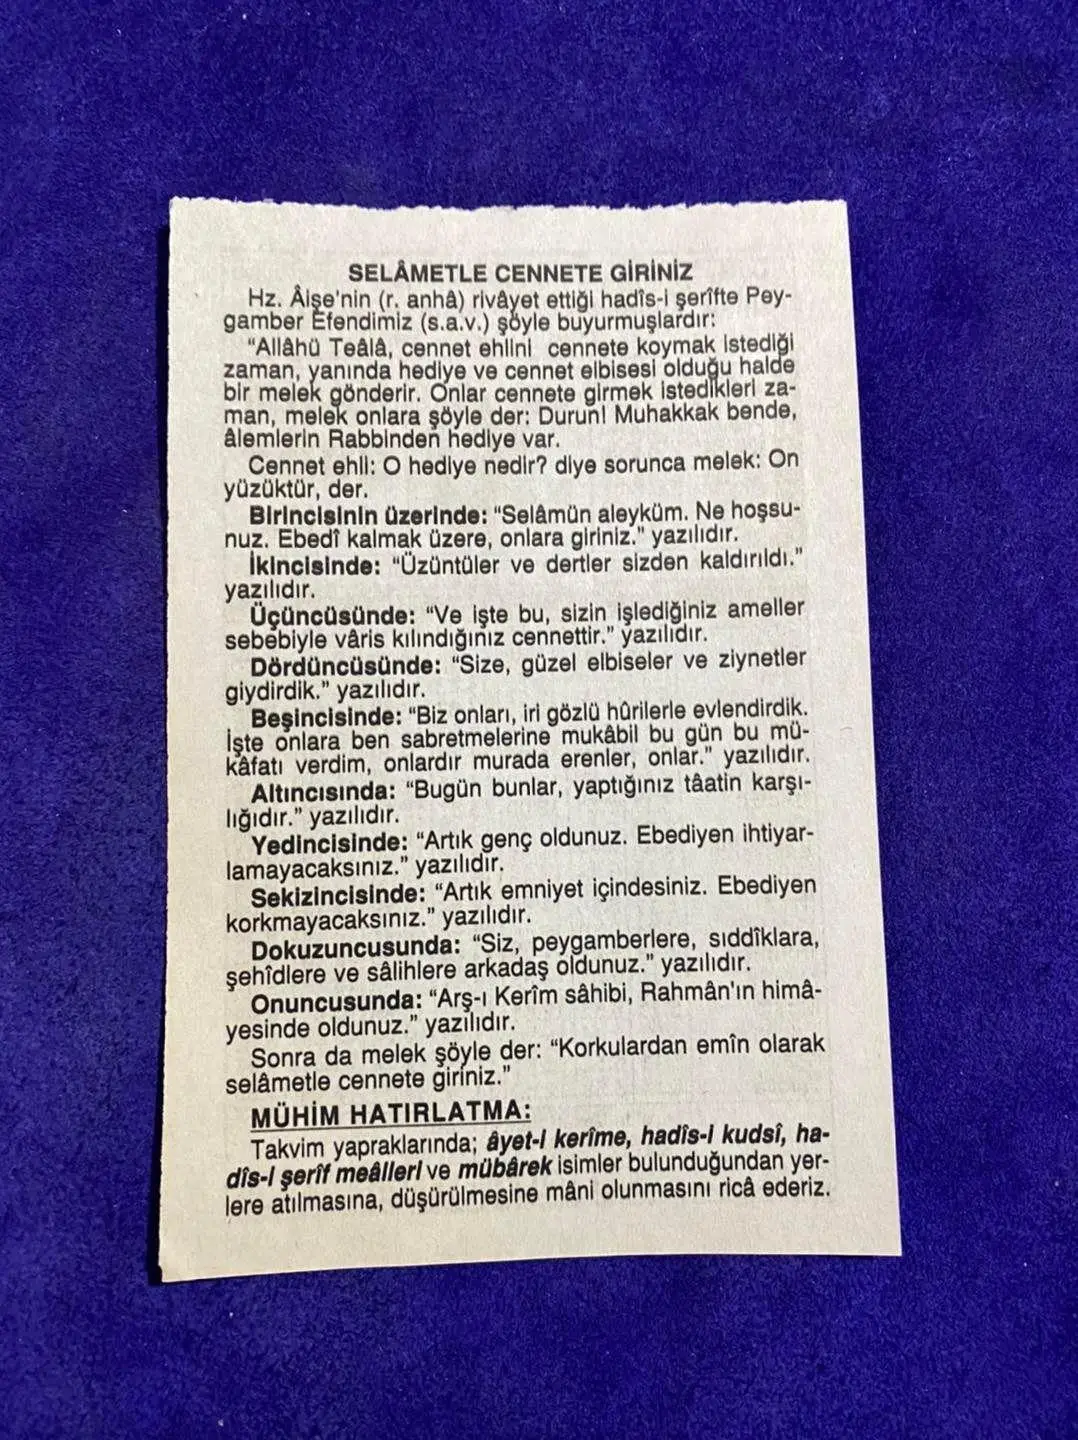 SELÂMETLE CENNETE GİRİNİZ
Hz. Âişe'nin (r. anhâ) rivâyet ettiği hadîs-i şerîfte Pey-
gamber Efendimiz (s.a.v.) şöyle buyurmuşlardır:
“Allâhü Teâlâ, cennet ehlini cennete koymak istediği
zaman, yanında hediye ve cennet elbisesi olduğu halde
bir melek gönderir. Onlar cennete girmek istedikleri za-
man, melek onlara şöyle der: Durun! Muhakkak bende,
âlemlerin Rabbinden hediye var.
Cennet ehli: O hediye nedir? diye sorunca melek: On
yüzüktür, der.
Birincisinin üzerinde: “Selâmün aleyküm. Ne hoşsu-
nuz. Ebedî kalmak üzere, onlara giriniz.” yazılıdır.
İkincisinde: “Üzüntüler ve dertler sizden kaldırıldı.”
yazılıdır.
Üçüncüsünde: “Ve işte bu, sizin işlediğiniz ameller
sebebiyle vâris kılındığınız cennettir.” yazılıdır.
Dördüncüsünde: “Size, güzel elbiseler ve ziynetler
giydirdik.” yazılıdır.
Beşincisinde: “Biz onları, iri gözlü hûrilerle evlendirdik.
İşte onlara ben sabretmelerine mukâbil bu gün bu mü-
kâfatı verdim, onlardır murada erenler, onlar.” yazılıdır.
Altıncısında: “Bugün bunlar, yaptığınız tâatin karşı-
lığıdır.” yazılıdır.
Yedincisinde: “Artık genç oldunuz. Ebediyen ihtiyar-
lamayacaksınız.” yazılıdır.
Sekizincisinde: “Artık emniyet içindesiniz. Ebediyen
korkmayacaksınız.” yazılıdır.
Dokuzuncusunda: “Siz, peygamberlere, sıddîklara,
şehîdlere ve sâlihlere arkadaş oldunuz.” yazılıdır.
Onuncusunda: “Arş-ı Kerîm sâhibi, Rahmân'ın himâ-
yesinde oldunuz.” yazılıdır.
Sonra da melek şöyle der: “Korkulardan emîn olarak
selâmetle cennete giriniz.”
MÜHİM HATIRLATMA:
Takvim yapraklarında; âyet-i kerîme, hadîs-i kudsî, ha-
dîs-i şerîf meâlleri ve mübârek isimler bulunduğundan yer-
lere atılmasına, düşürülmesine mâni olunmasını ricâ ederiz.